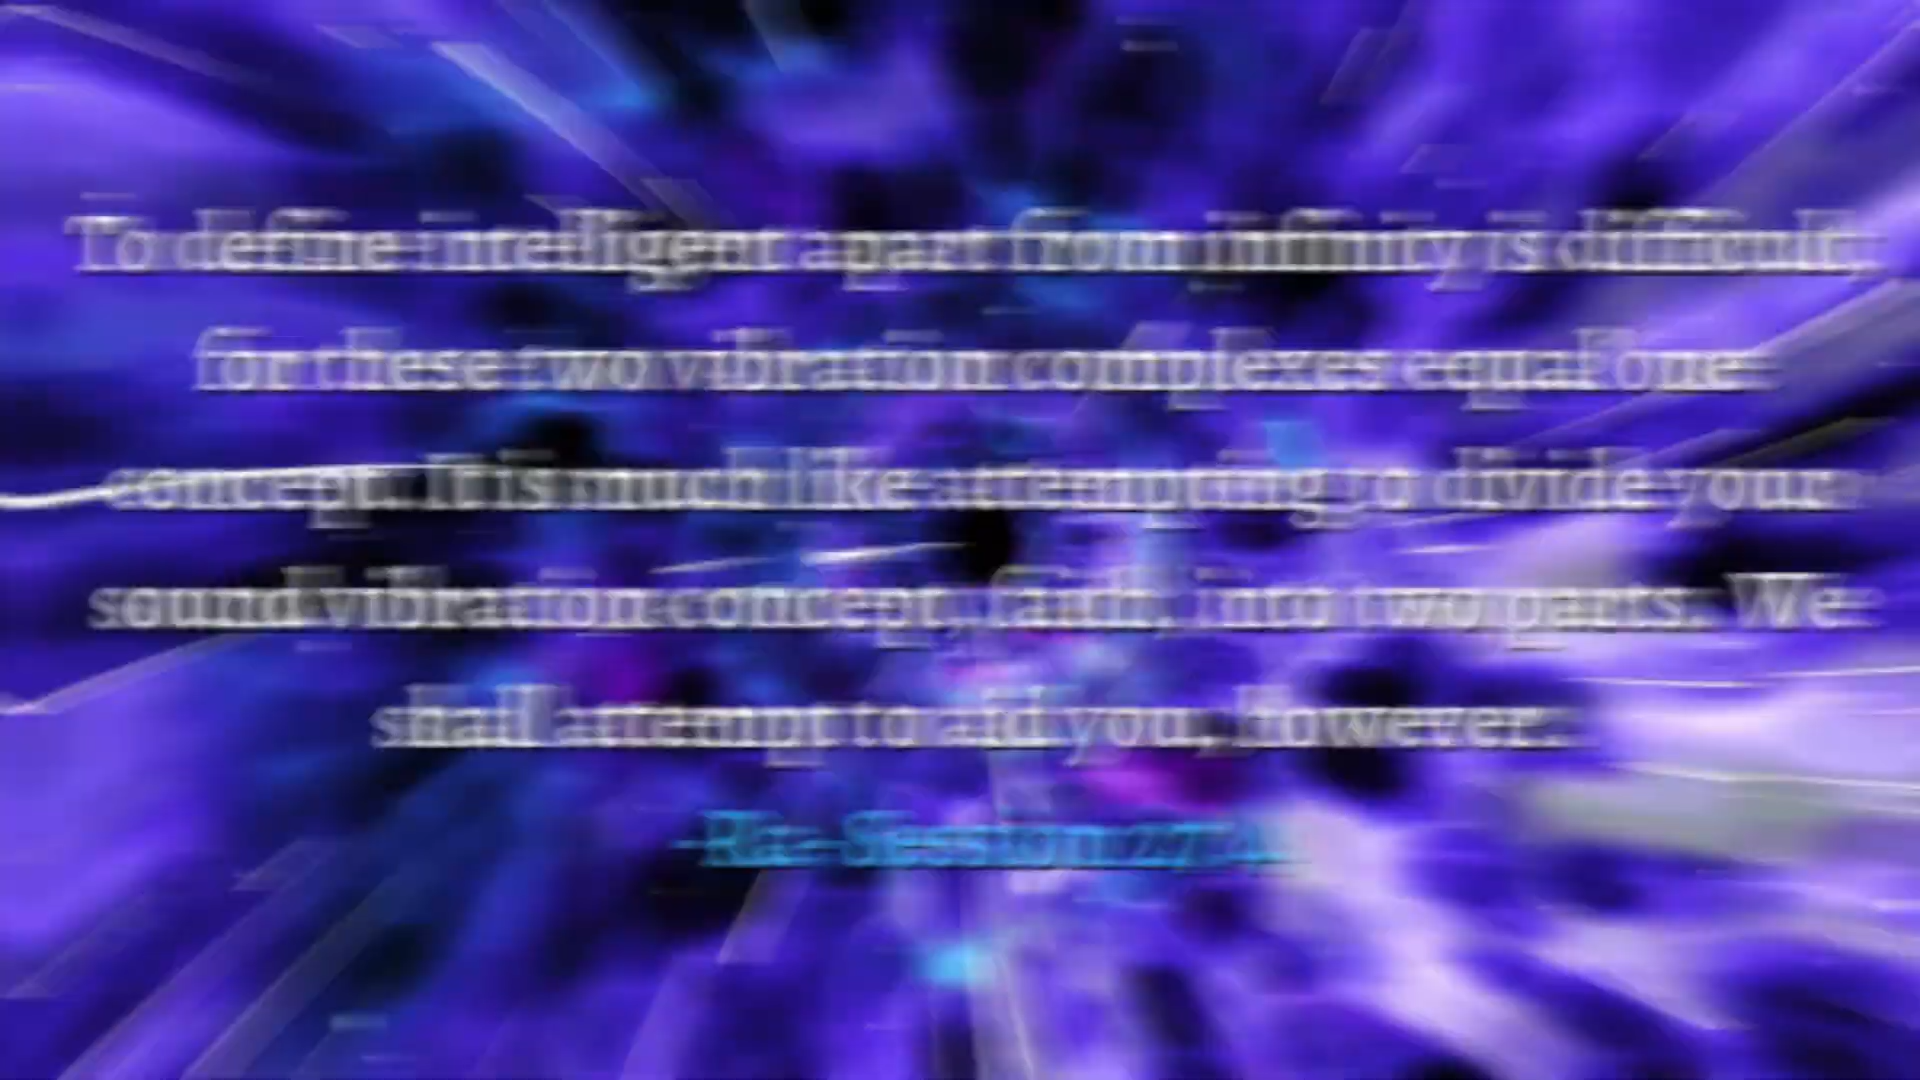 To define intelligent apart from infinity is difficult,
for these two vibration complexes equal one
concept. It is much like attempting to divide your
sound vibration concept, faith, into two parts. We
shall attempt to aid you, however.
-Ra- Session 27.4